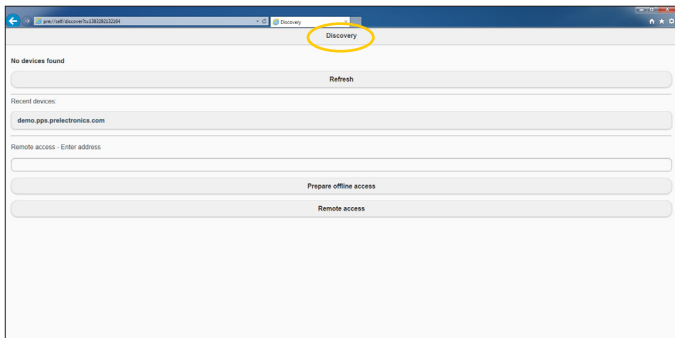 pre://self/discover?s=1393292132164
Discovery
Discovery
No devices found
Refresh
Recent devices:
demo.pps.prelectronics.com
Remote access - Enter address
Prepare offline access
Remote access